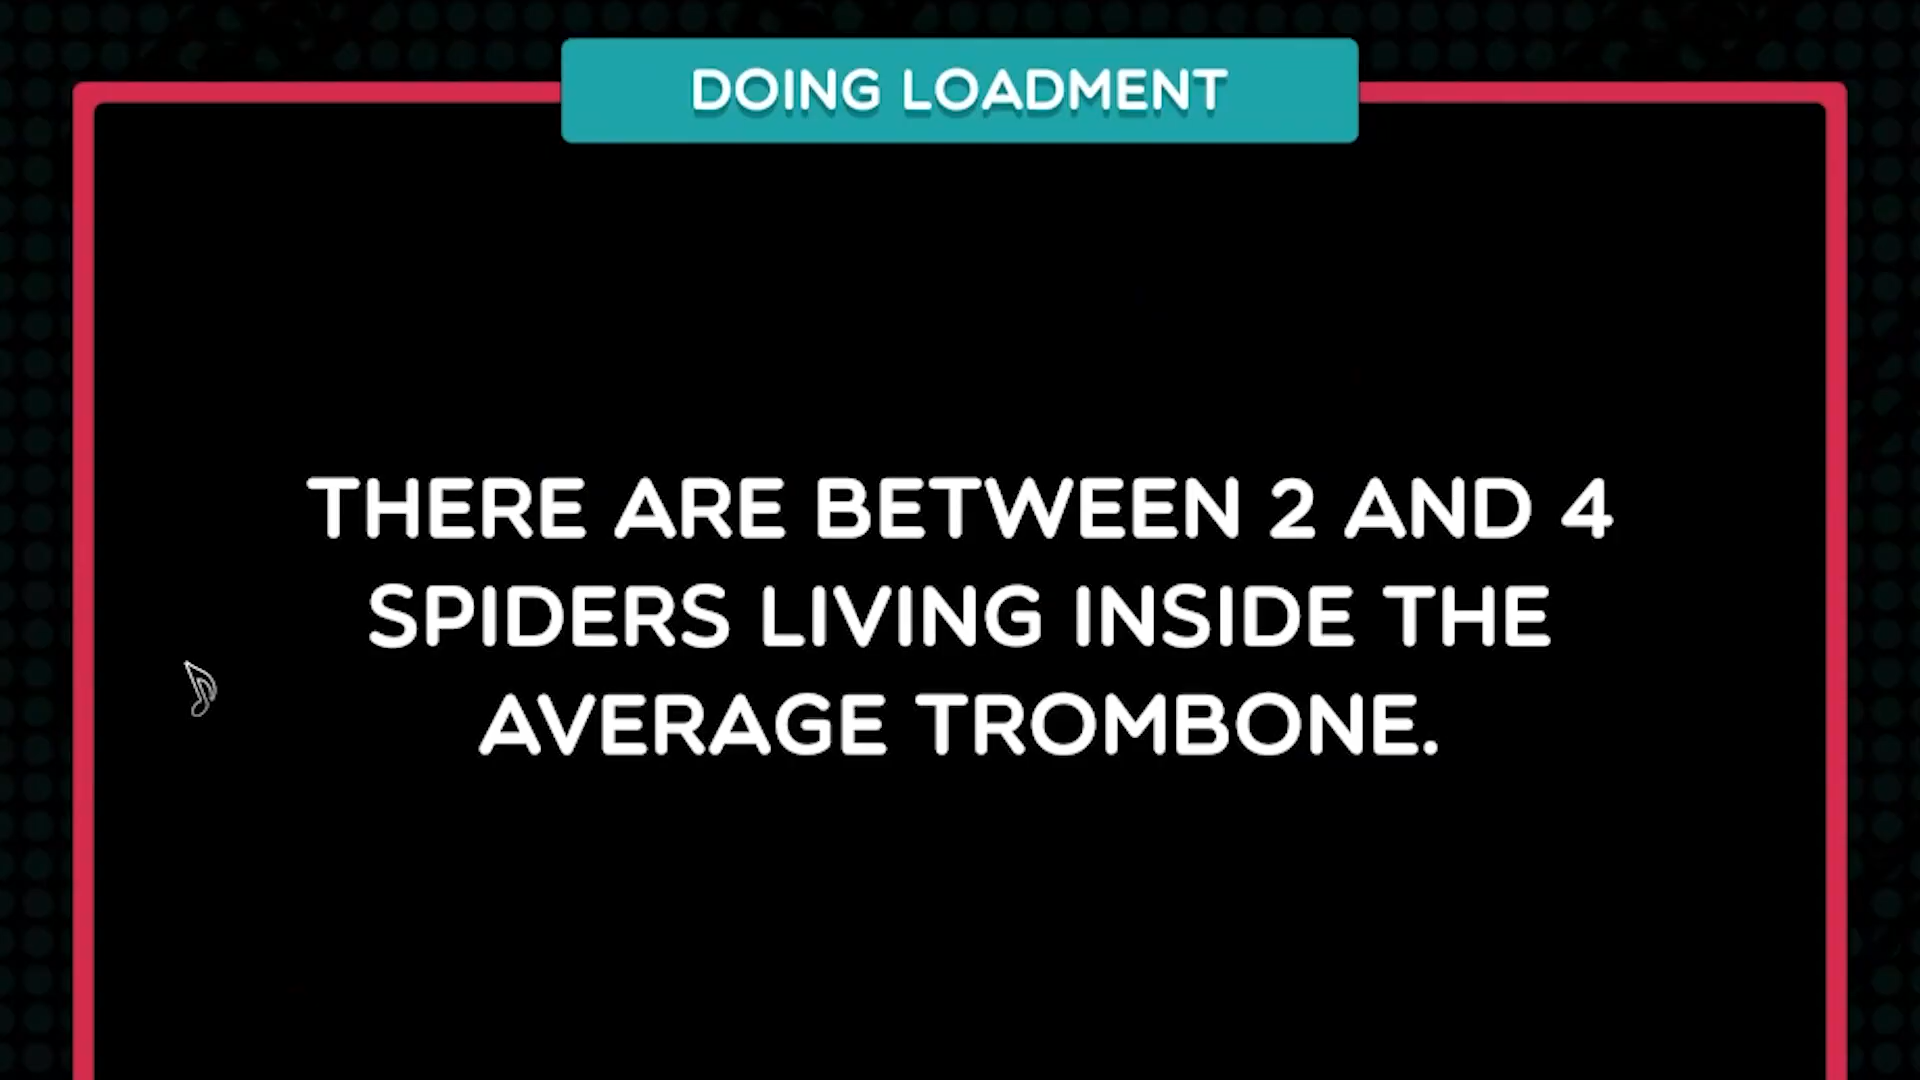 DOING LOADMENT
THERE ARE BETWEEN 2 AND 4
SPIDERS LIVING INSIDE THE
AVERAGE TROMBONE.